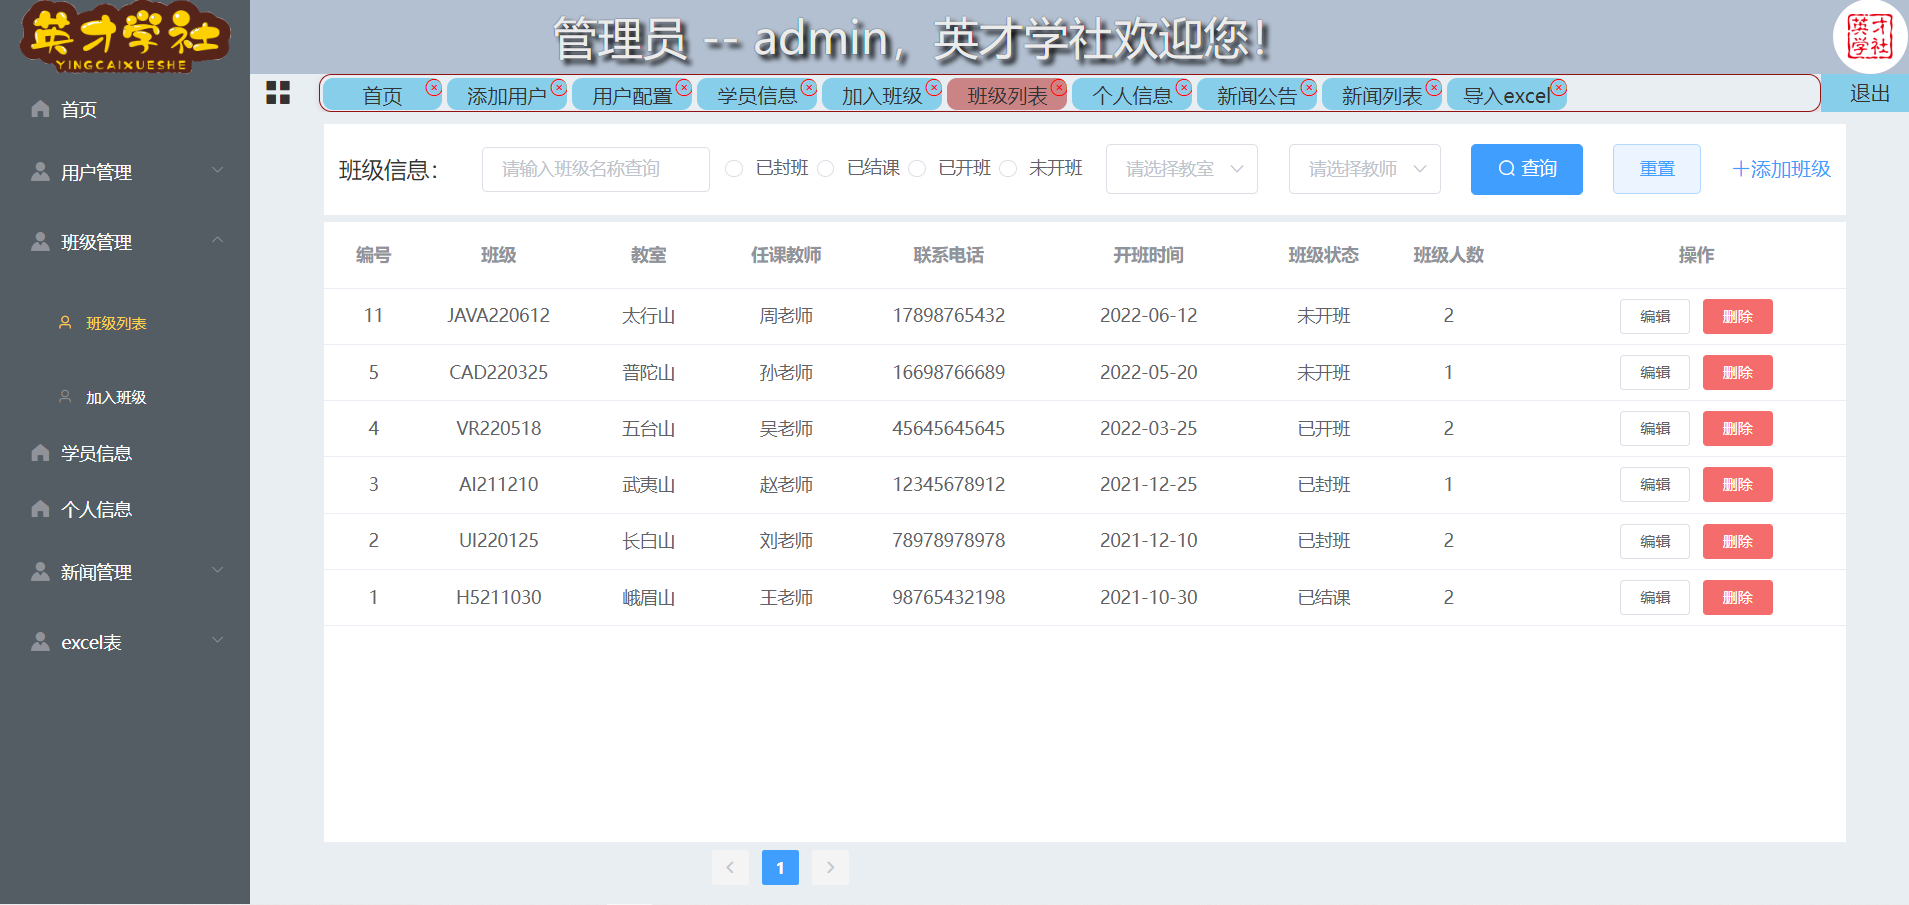 英才学社
YINGCAIXUESHE
管理员 -- admin，英才学社欢迎您！
英才学社
首页 添加用户 用户配置 学员信息 加入班级 班级列表 个人信息 新闻公告 新闻列表 导入excel 退出
首页
用户管理
班级管理
班级列表
加入班级
学员信息
个人信息
新闻管理
excel表
班级信息： 请输入班级名称查询 已封班 已结课 已开班 未开班 请选择教室 请选择教师 查询 重置 +添加班级
编号 班级 教室 任课教师 联系电话 开班时间 班级状态 班级人数 操作
11 JAVA220612 太行山 周老师 17898765432 2022-06-12 未开班 2 编辑 删除
5 CAD220325 普陀山 孙老师 16698766689 2022-05-20 未开班 1 编辑 删除
4 VR220518 五台山 吴老师 45645645645 2022-03-25 已开班 2 编辑 删除
3 AI211210 武夷山 赵老师 12345678912 2021-12-25 已封班 1 编辑 删除
2 UI220125 长白山 刘老师 78978978978 2021-12-10 已封班 2 编辑 删除
1 H5211030 峨眉山 王老师 98765432198 2021-10-30 已结课 2 编辑 删除
1